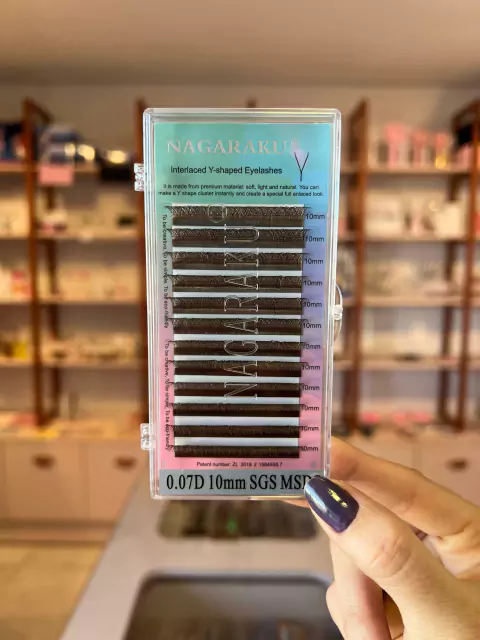 NAGARAKU
Interlaced Y-shaped Eyelashes
It is made from premium material: soft, light and natural. You can
make a Y shape cluster instantly and create a special full enlaced look.
10mm
10mm
10mm
10mm
10mm
10mm
10mm
10mm
10mm
10mm
10mm
10mm
NAGARAKU
0.07D 10mm SGS MSDS